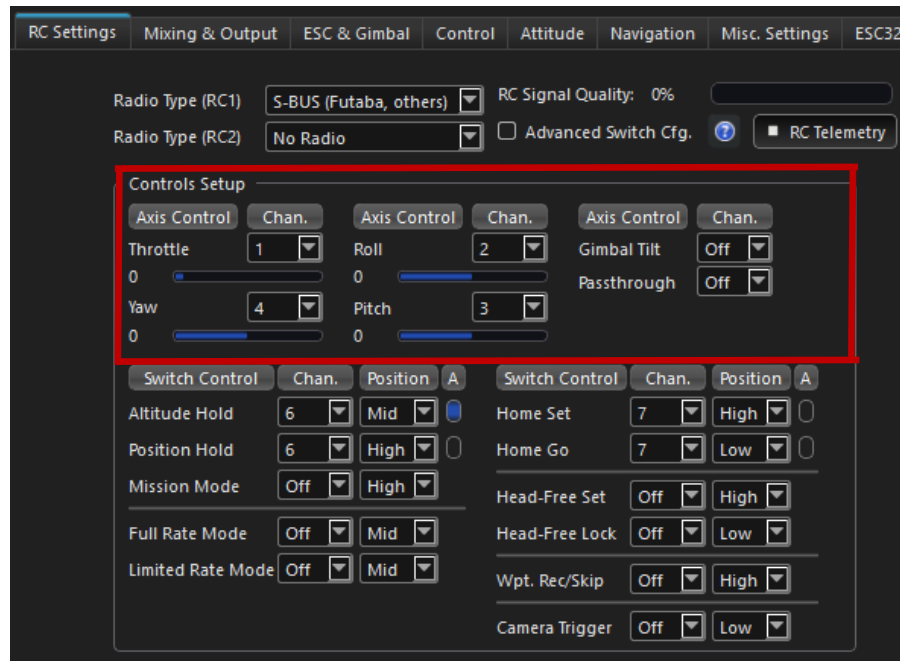 RC Settings Mixing & Output ESC & Gimbal Control Attitude Navigation Misc. Settings ESC32
Radio Type (RC1) S-BUS (Futaba, others) RC Signal Quality: 0%
Radio Type (RC2) No Radio Advanced Switch Cfg. ? RC Telemetry
Controls Setup
Axis Control Chan. Axis Control Chan. Axis Control Chan.
Throttle 1 Roll 2 Gimbal Tilt Off
0 0 Passthrough Off
Yaw 4 Pitch 3
0 0
Switch Control Chan. Position A Switch Control Chan. Position A
Altitude Hold 6 Mid Home Set 7 High
Position Hold 6 High Home Go 7 Low
Mission Mode Off High Head-Free Set Off High
Full Rate Mode Off Mid Head-Free Lock Off Low
Limited Rate Mode Off Mid Wpt. Rec/Skip Off High
Camera Trigger Off Low